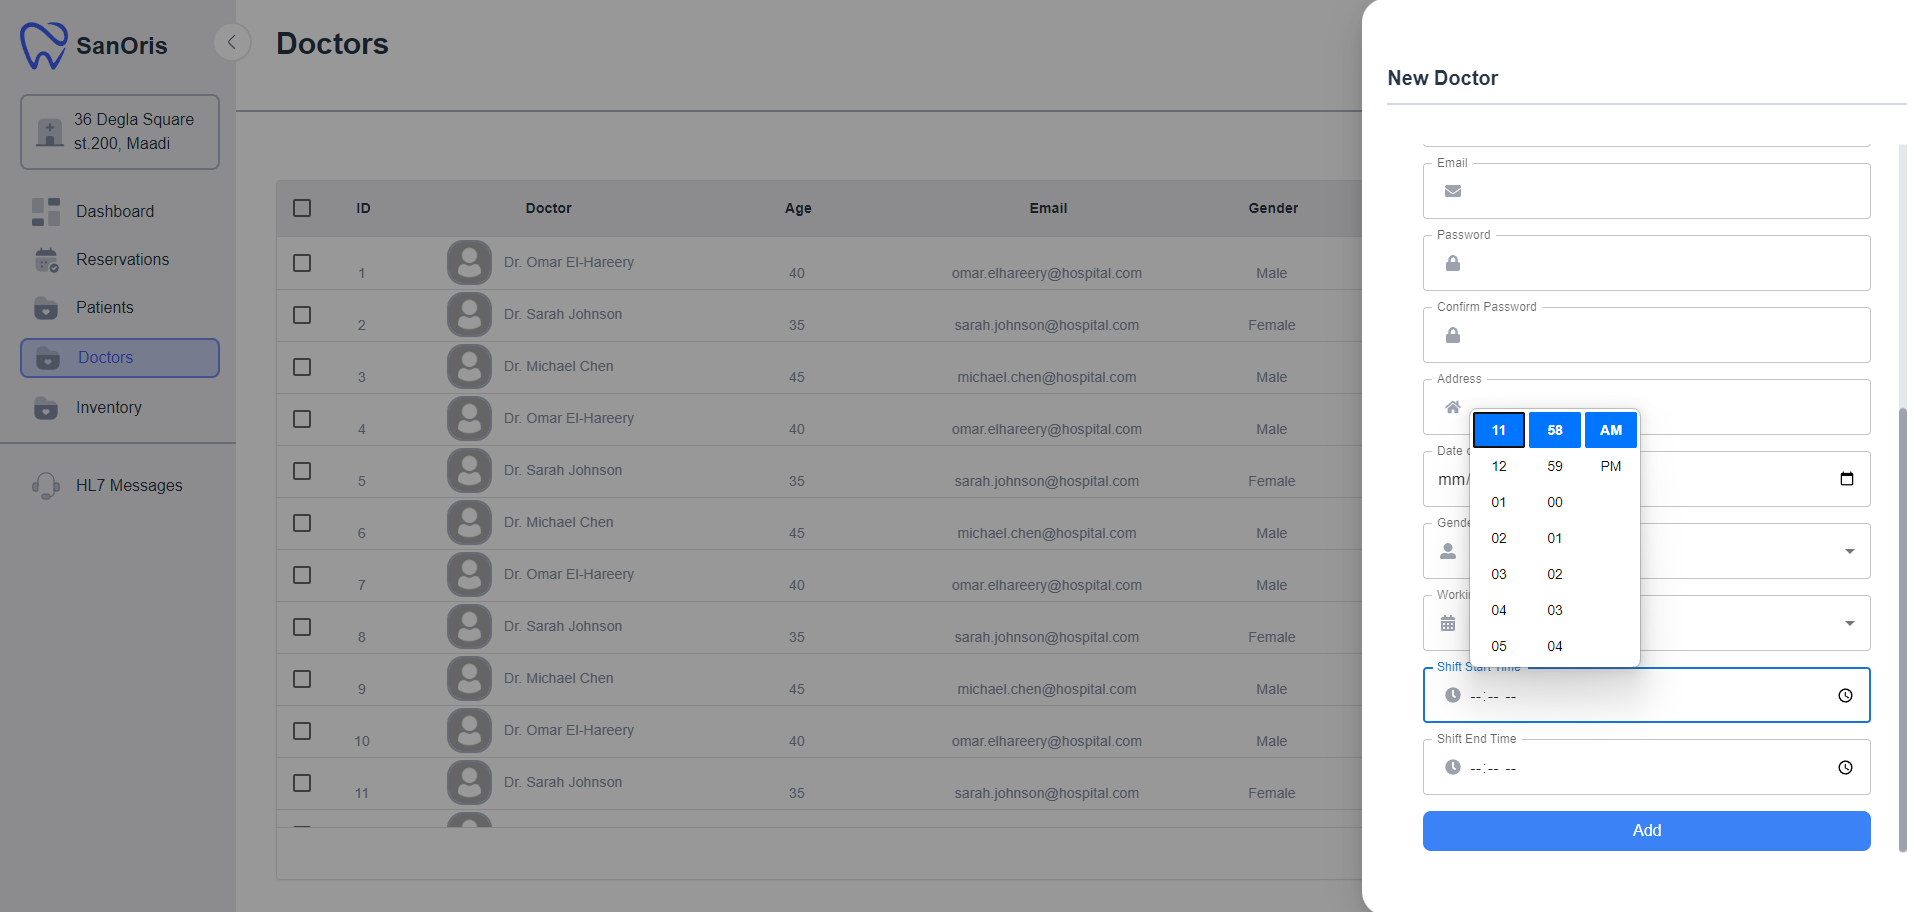 SanOris
36 Degla Square
st.200, Maadi
Dashboard
Reservations
Patients
Doctors
Inventory
HL7 Messages
Doctors
ID Doctor Age Email Gender
1 Dr. Omar El-Hareery 40 omar.elhareery@hospital.com Male
2 Dr. Sarah Johnson 35 sarah.johnson@hospital.com Female
3 Dr. Michael Chen 45 michael.chen@hospital.com Male
4 Dr. Omar El-Hareery 40 omar.elhareery@hospital.com Male
5 Dr. Sarah Johnson 35 sarah.johnson@hospital.com Female
6 Dr. Michael Chen 45 michael.chen@hospital.com Male
7 Dr. Omar El-Hareery 40 omar.elhareery@hospital.com Male
8 Dr. Sarah Johnson 35 sarah.johnson@hospital.com Female
9 Dr. Michael Chen 45 michael.chen@hospital.com Male
10 Dr. Omar El-Hareery 40 omar.elhareery@hospital.com Male
11 Dr. Sarah Johnson 35 sarah.johnson@hospital.com Female
New Doctor
Email
Password
Confirm Password
Address
Date
mm/
Gende
Workin
11 58 AM
12 59 PM
01 00
02 01
03 02
04 03
05 04
Shift Start Time
--:-- --
Shift End Time
--:-- --
Add